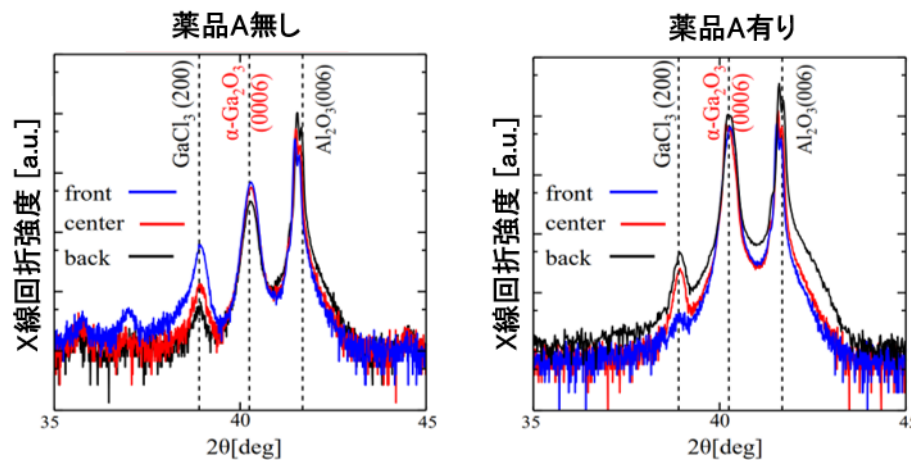 薬品A無し
X線回折強度 [a.u.]
GaCl₃ (200)
α-Ga₂O₃
(0006)
Al₂O₃(006)
front
center
back
35
40
45
2θ[deg]
薬品A有り
X線回折強度 [a.u.]
GaCl₃ (200)
α-Ga₂O₃
(0006)
Al₂O₃(006)
front
center
back
35
40
45
2θ[deg]